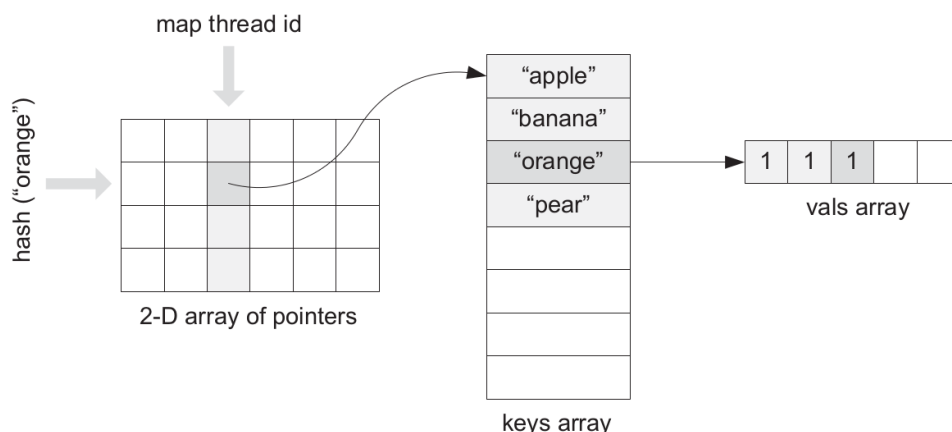 map thread id
hash (“orange”)
2-D array of pointers
“apple”
“banana”
“orange”
“pear”
keys array
1 1 1
vals array